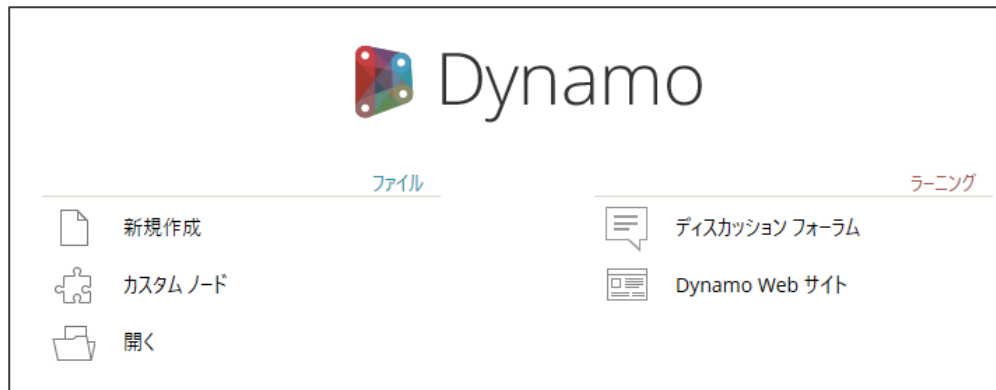 Dynamo
ファイル
新規作成
カスタム ノード
開く
ラーニング
ディスカッション フォーラム
Dynamo Web サイト